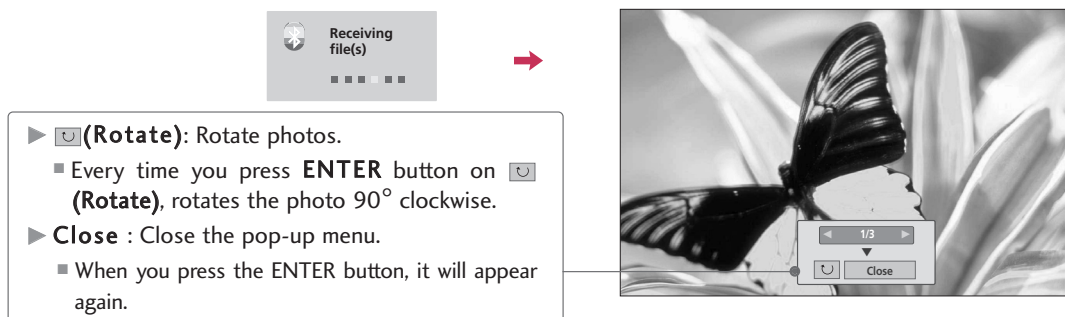 Receiving
file(s)
▶ (Rotate): Rotate photos.
■ Every time you press ENTER button on
(Rotate), rotates the photo 90° clockwise.
▶ Close : Close the pop-up menu.
■ When you press the ENTER button, it will appear
again.
◀ 1/3 ▶
▼
Close